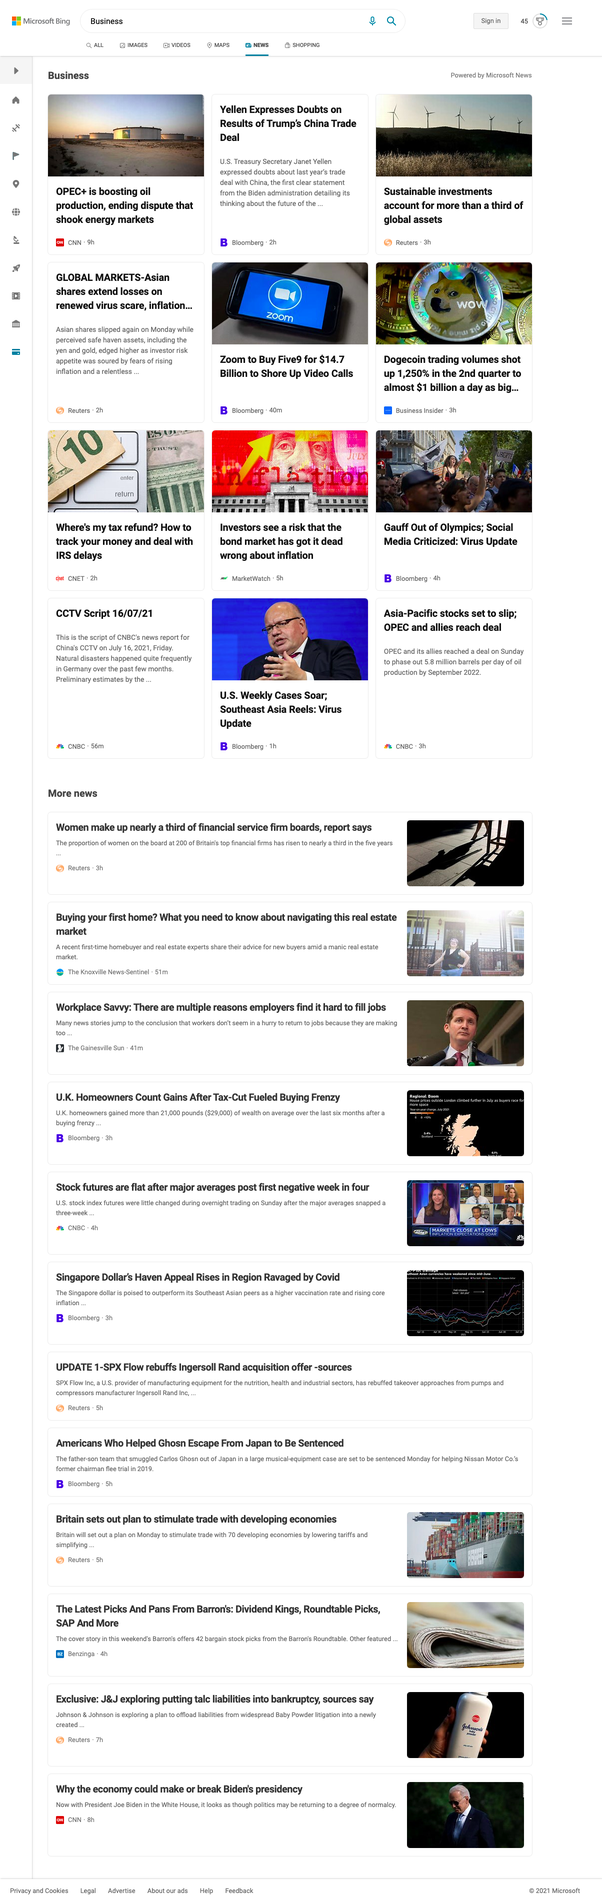 Microsoft Bing
Business
Sign in
45
ALL
IMAGES
VIDEOS
MAPS
NEWS
SHOPPING
Business
Powered by Microsoft News
OPEC+ is boosting oil
production, ending dispute that
shook energy markets
CNN · 9h
Yellen Expresses Doubts on
Results of Trump's China Trade
Deal
U.S. Treasury Secretary Janet Yellen
expressed doubts about last year's trade
deal with China, the first clear statement
from the Biden administration detailing its
thinking about the future of the ...
Bloomberg · 2h
Sustainable investments
account for more than a third of
global assets
Reuters · 3h
GLOBAL MARKETS-Asian
shares extend losses on
renewed virus scare, inflation...
Asian shares slipped again on Monday while
perceived safe haven assets, including the
yen and gold, edged higher as investor risk
appetite was soured by fears of rising
inflation and a relentless ...
Reuters · 2h
zoom
Zoom to Buy Five9 for $14.7
Billion to Shore Up Video Calls
Bloomberg · 40m
WOW
Dogecoin trading volumes shot
up 1,250% in the 2nd quarter to
almost $1 billion a day as big...
Business Insider · 3h
10
enter
return
Where's my tax refund? How to
track your money and deal with
IRS delays
CNET · 2h
inflation
Investors see a risk that the
bond market has got it dead
wrong about inflation
MarketWatch · 5h
Gauff Out of Olympics; Social
Media Criticized: Virus Update
Bloomberg · 4h
CCTV Script 16/07/21
This is the script of CNBC's news report for
China's CCTV on July 16, 2021, Friday.
Natural disasters happened quite frequently
in Germany over the past few months.
Preliminary estimates by the ...
CNBC · 56m
U.S. Weekly Cases Soar;
Southeast Asia Reels: Virus
Update
Bloomberg · 1h
Asia-Pacific stocks set to slip;
OPEC and allies reach deal
OPEC and its allies reached a deal on Sunday
to phase out 5.8 million barrels per day of oil
production by September 2022.
CNBC · 3h
More news
Women make up nearly a third of financial service firm boards, report says
The proportion of women on the board at 200 of Britain's top financial firms has risen to nearly a third in the five years
...
Reuters · 3h
Buying your first home? What you need to know about navigating this real estate
market
A recent first-time homebuyer and real estate experts share their advice for new buyers amid a manic real estate
market.
The Knoxville News-Sentinel · 51m
Workplace Savvy: There are multiple reasons employers find it hard to fill jobs
Many news stories jump to the conclusion that workers don't seem in a hurry to return to jobs because they are making
too ...
The Gainesville Sun · 41m
U.K. Homeowners Count Gains After Tax-Cut Fueled Buying Frenzy
U.K. homeowners gained more than 21,000 pounds ($29,000) of wealth on average over the last six months after a
buying frenzy ...
Bloomberg · 3h
Regional Boom
Stock futures are flat after major averages post first negative week in four
U.S. stock index futures were little changed during overnight trading on Sunday after the major averages snapped a
three-week ...
CNBC · 4h
MARKETS CLOSE AT LOWS
INFLATION EXPECTATIONS SOAR
Singapore Dollar's Haven Appeal Rises in Region Ravaged by Covid
The Singapore dollar is poised to outperform its Southeast Asian peers as a higher vaccination rate and rising core
inflation ...
Bloomberg · 3h
UPDATE 1-SPX Flow rebuffs Ingersoll Rand acquisition offer -sources
SPX Flow Inc, a U.S. provider of manufacturing equipment for the nutrition, health and industrial sectors, has rebuffed takeover approaches from pumps and
compressors manufacturer Ingersoll Rand Inc, ...
Reuters · 5h
Americans Who Helped Ghosn Escape From Japan to Be Sentenced
The father-son team that smuggled Carlos Ghosn out of Japan in a large musical-equipment case are set to be sentenced Monday for helping Nissan Motor Co.'s
former chairman flee trial in 2019.
Bloomberg · 5h
Britain sets out plan to stimulate trade with developing economies
Britain will set out a plan on Monday to stimulate trade with 70 developing economies by lowering tariffs and
simplifying ...
Reuters · 5h
The Latest Picks And Pans From Barron's: Dividend Kings, Roundtable Picks,
SAP And More
The cover story in this weekend's Barron's offers 42 bargain stock picks from the Barron's Roundtable. Other featured ...
Benzinga · 4h
Exclusive: J&J exploring putting talc liabilities into bankruptcy, sources say
Johnson & Johnson is exploring a plan to offload liabilities from widespread Baby Powder litigation into a newly
created ...
Reuters · 7h
Johnson's
Why the economy could make or break Biden's presidency
Now with President Joe Biden in the White House, it looks as though politics may be returning to a degree of normalcy.
CNN · 8h
Privacy and Cookies
Legal
Advertise
About our ads
Help
Feedback
© 2021 Microsoft